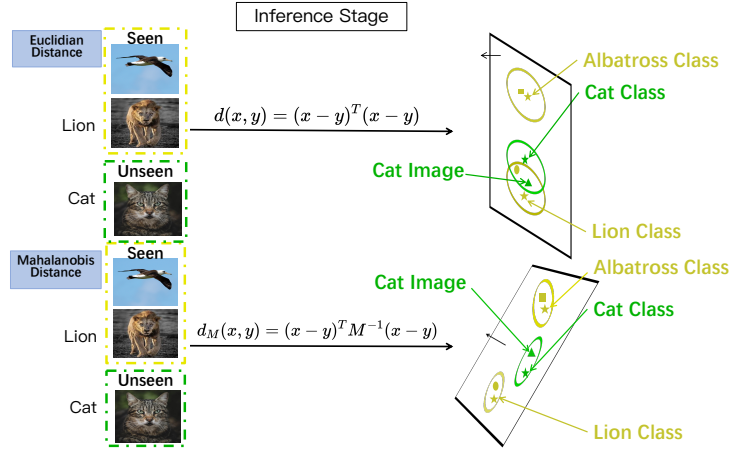 Inference Stage
Euclidian
Distance
Seen
Lion
Unseen
Cat
$d(x, y) = (x - y)^T(x - y)$
Albatross Class
Cat Class
Cat Image
Lion Class
Mahalanobis
Distance
Seen
Lion
Unseen
Cat
$d_M(x, y) = (x - y)^T M^{-1}(x - y)$
Albatross Class
Cat Image
Cat Class
Lion Class